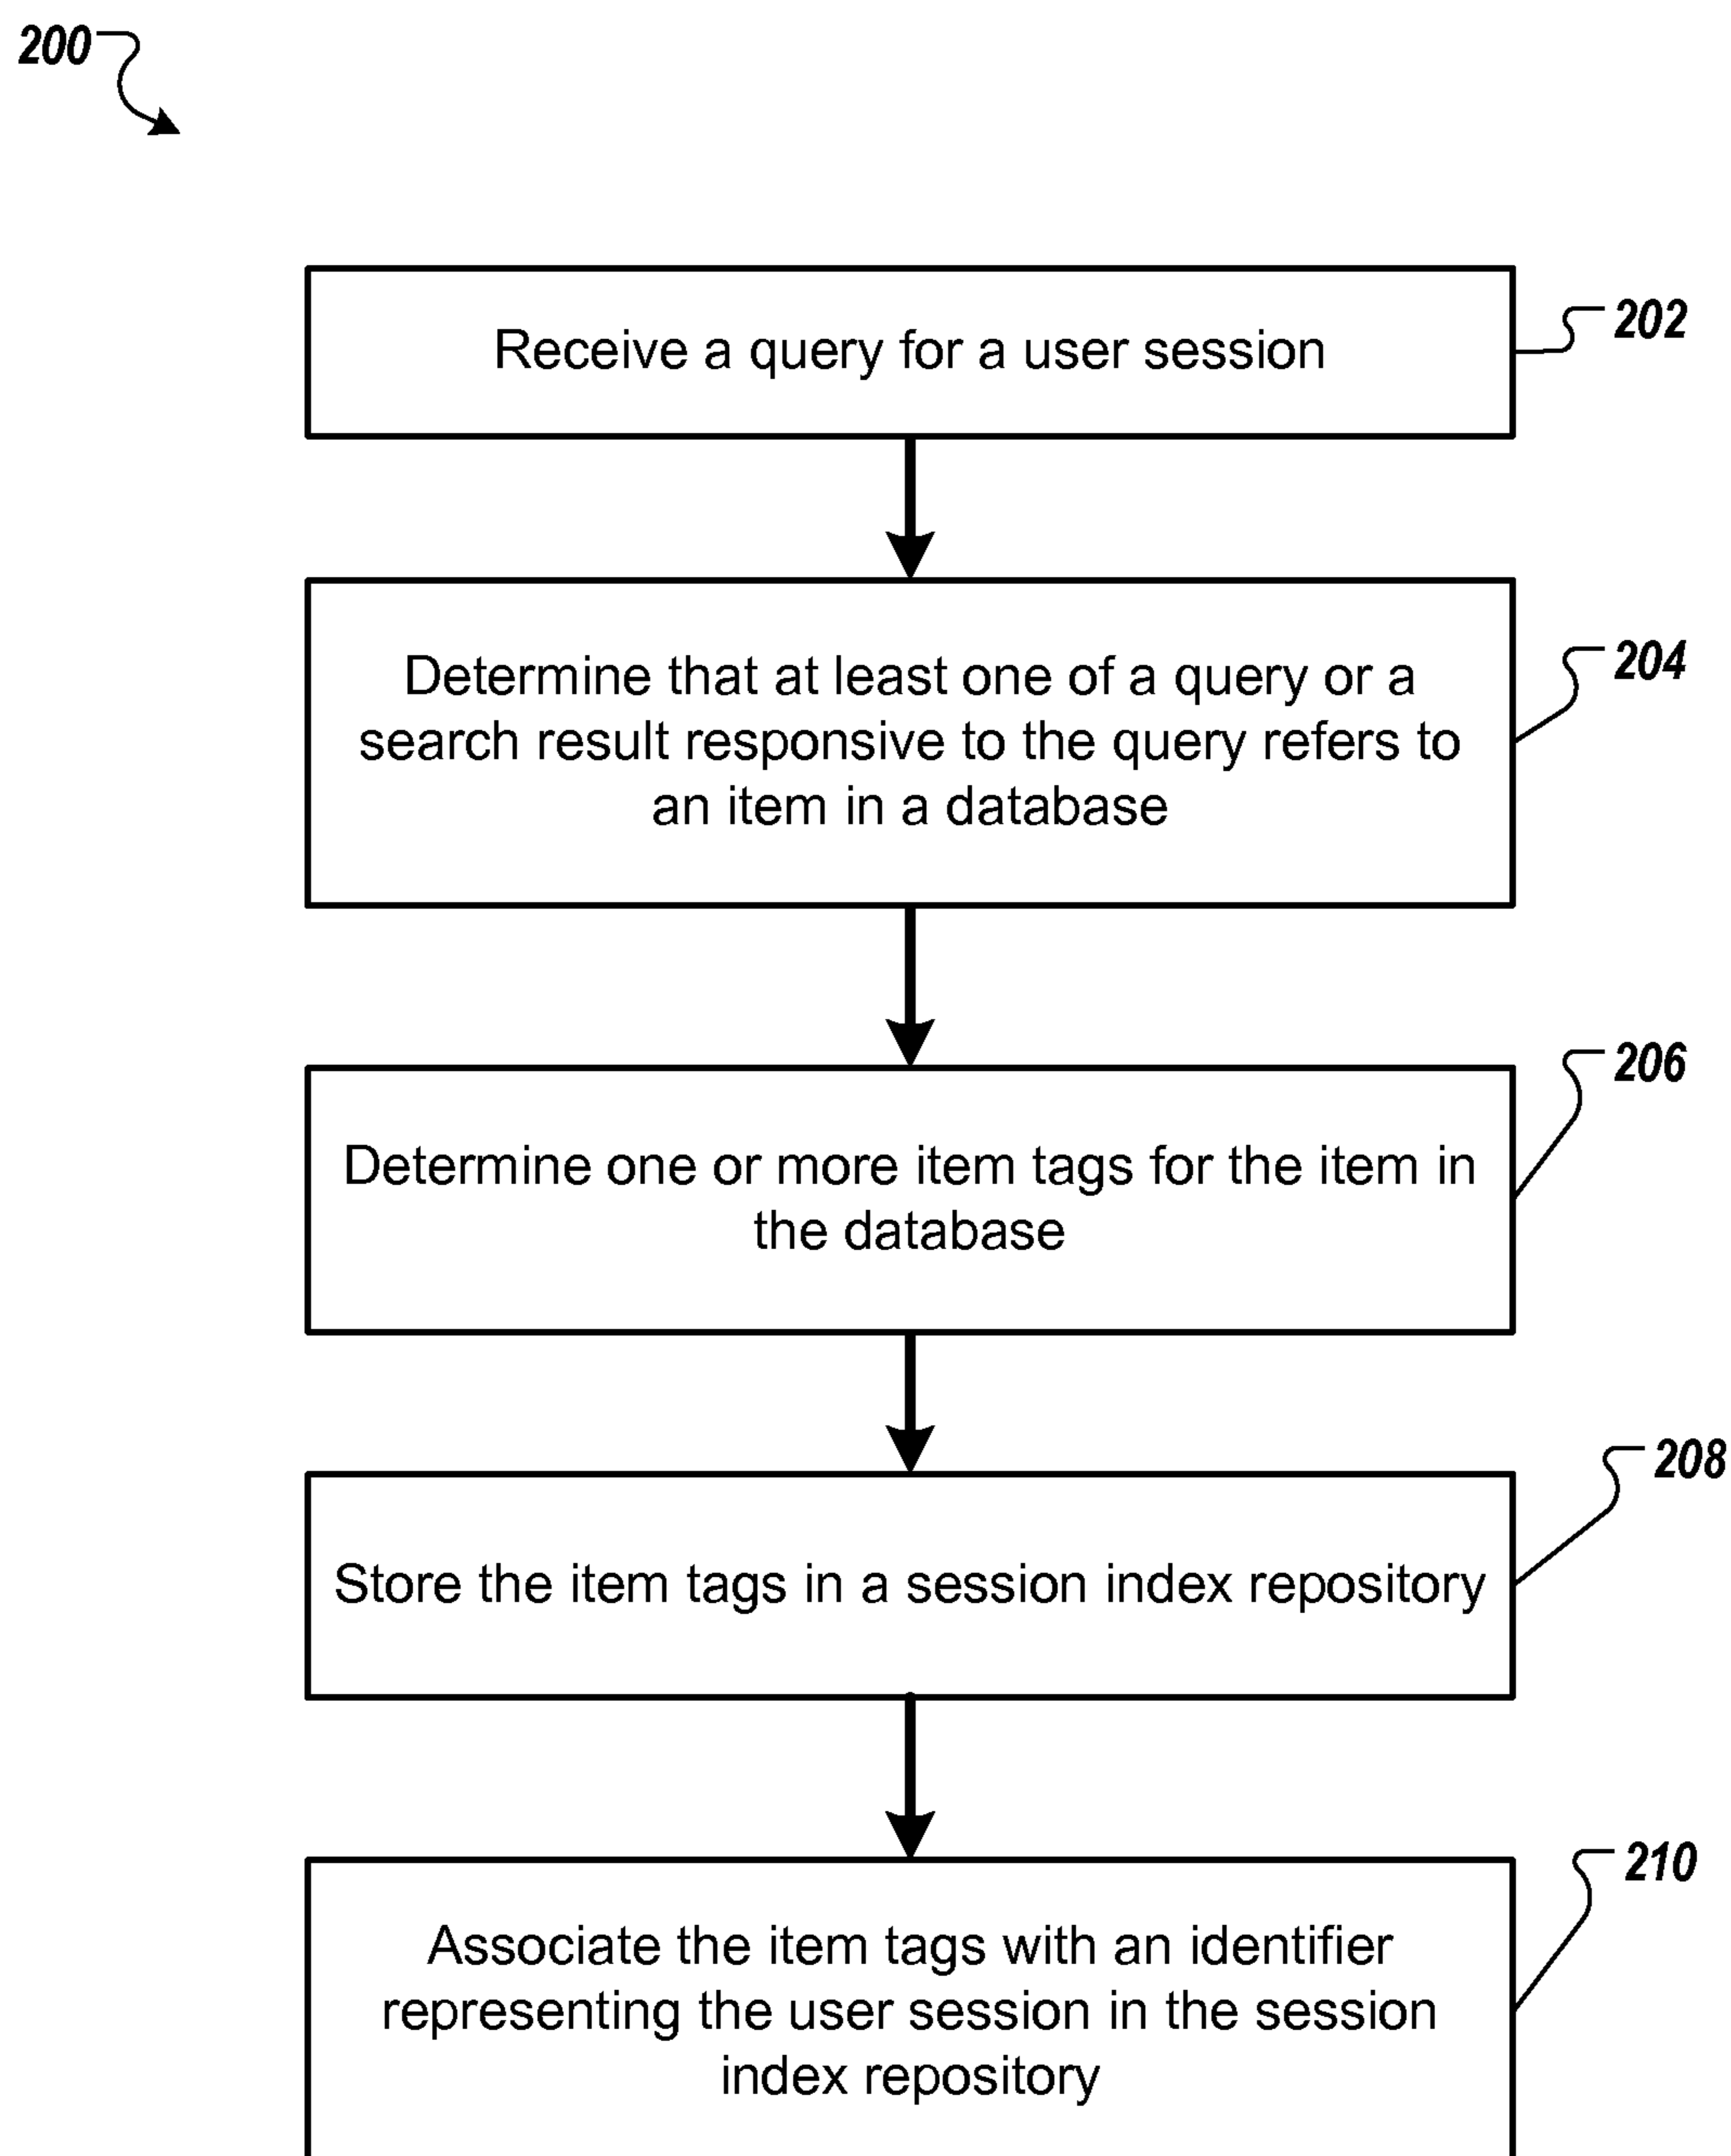 200
Receive a query for a user session
202
Determine that at least one of a query or a
search result responsive to the query refers to
an item in a database
204
Determine one or more item tags for the item in
the database
206
Store the item tags in a session index repository
208
Associate the item tags with an identifier
representing the user session in the session
index repository
210